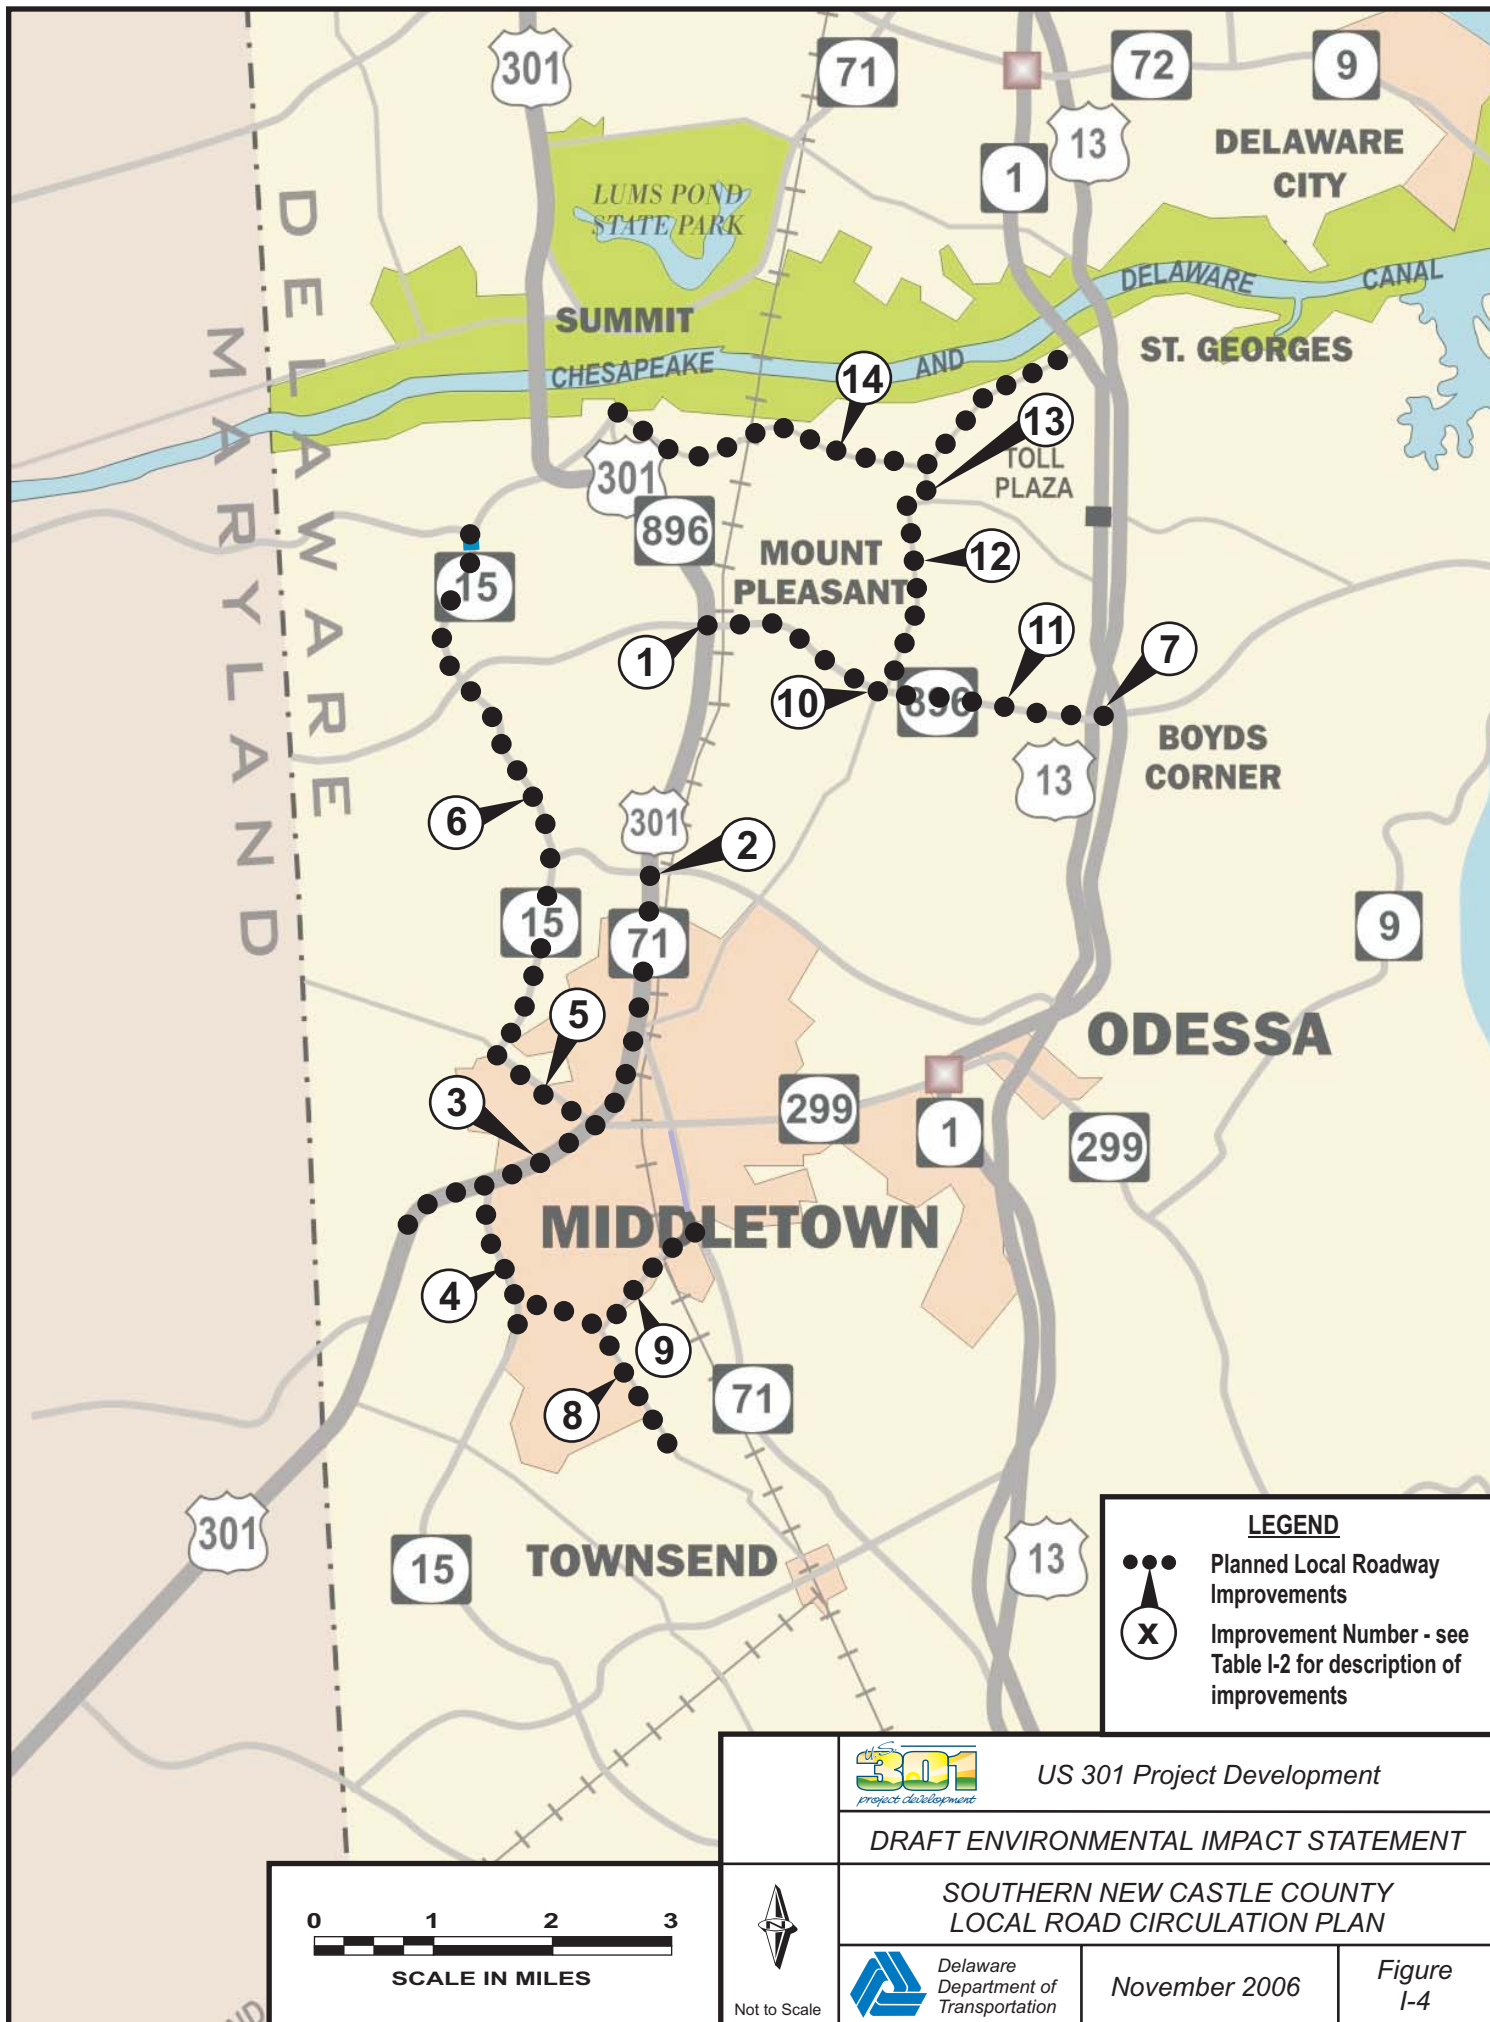 301
71
72
9
13
DELAWARE
CITY
1
LUMS POND
STATE PARK
DELAWARE
MARYLAND
SUMMIT
DELAWARE
CANAL
ST. GEORGES
CHESAPEAKE
AND
14
13
TOLL
PLAZA
301
896
MOUNT
PLEASANT
12
15
1
11
7
10
896
BOYDS
CORNER
13
6
301
2
15
71
9
5
ODESSA
3
299
1
299
MIDDLETOWN
4
9
8
71
301
15
TOWNSEND
13
LEGEND
Planned Local Roadway
Improvements
X
Improvement Number - see
Table I-2 for description of
improvements
U.S.
301
project development
US 301 Project Development
DRAFT ENVIRONMENTAL IMPACT STATEMENT
SOUTHERN NEW CASTLE COUNTY
LOCAL ROAD CIRCULATION PLAN
0 1 2 3
SCALE IN MILES
N
Not to Scale
Delaware
Department of
Transportation
November 2006
Figure
I-4